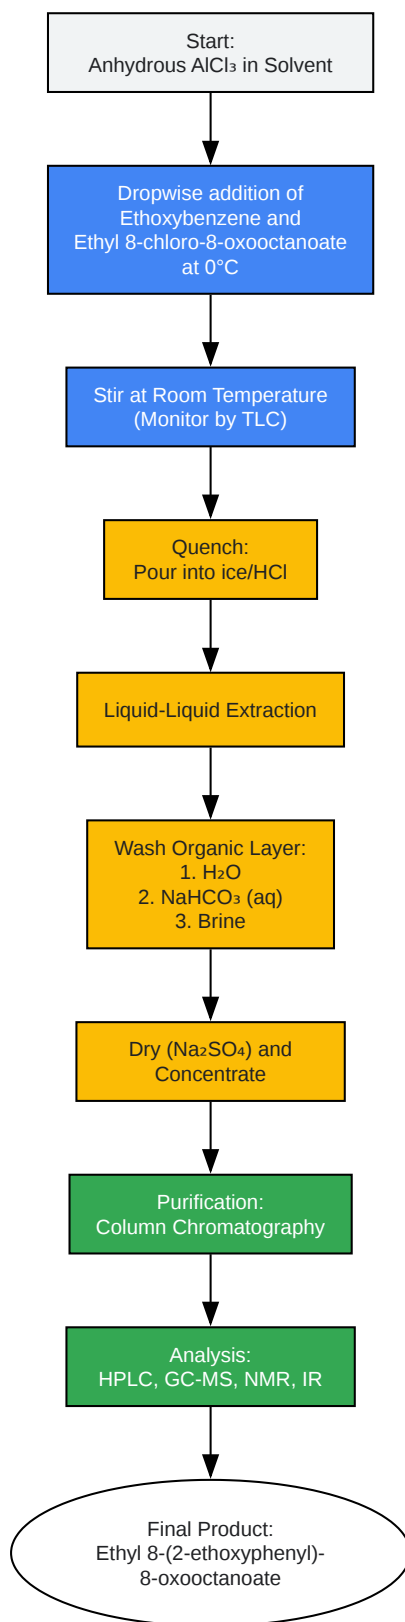 Start:
Anhydrous AlCl₃ in Solvent
Dropwise addition of
Ethoxybenzene and
Ethyl 8-chloro-8-oxooctanoate
at 0°C
Stir at Room Temperature
(Monitor by TLC)
Quench:
Pour into ice/HCl
Liquid-Liquid Extraction
Wash Organic Layer:
1. H₂O
2. NaHCO₃ (aq)
3. Brine
Dry (Na₂SO₄) and
Concentrate
Purification:
Column Chromatography
Analysis:
HPLC, GC-MS, NMR, IR
Final Product:
Ethyl 8-(2-ethoxyphenyl)-
8-oxooctanoate